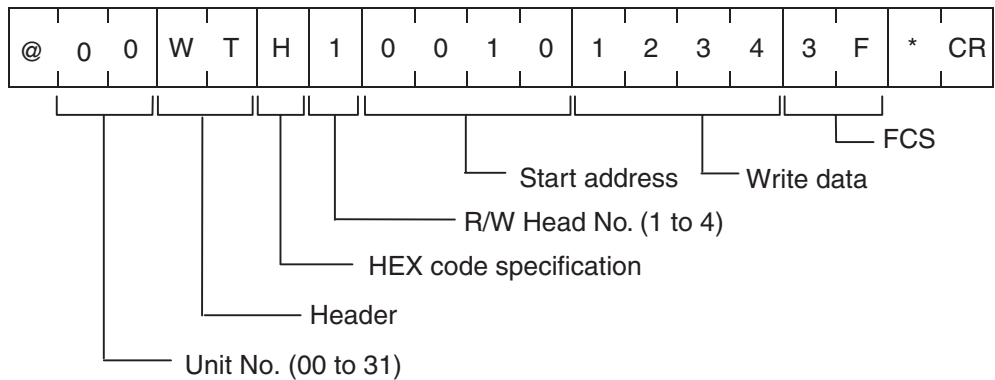 @ 0 0 W T H 1 0 0 1 0 1 2 3 4 3 F * CR
FCS
Start address
Write data
R/W Head No. (1 to 4)
HEX code specification
Header
Unit No. (00 to 31)